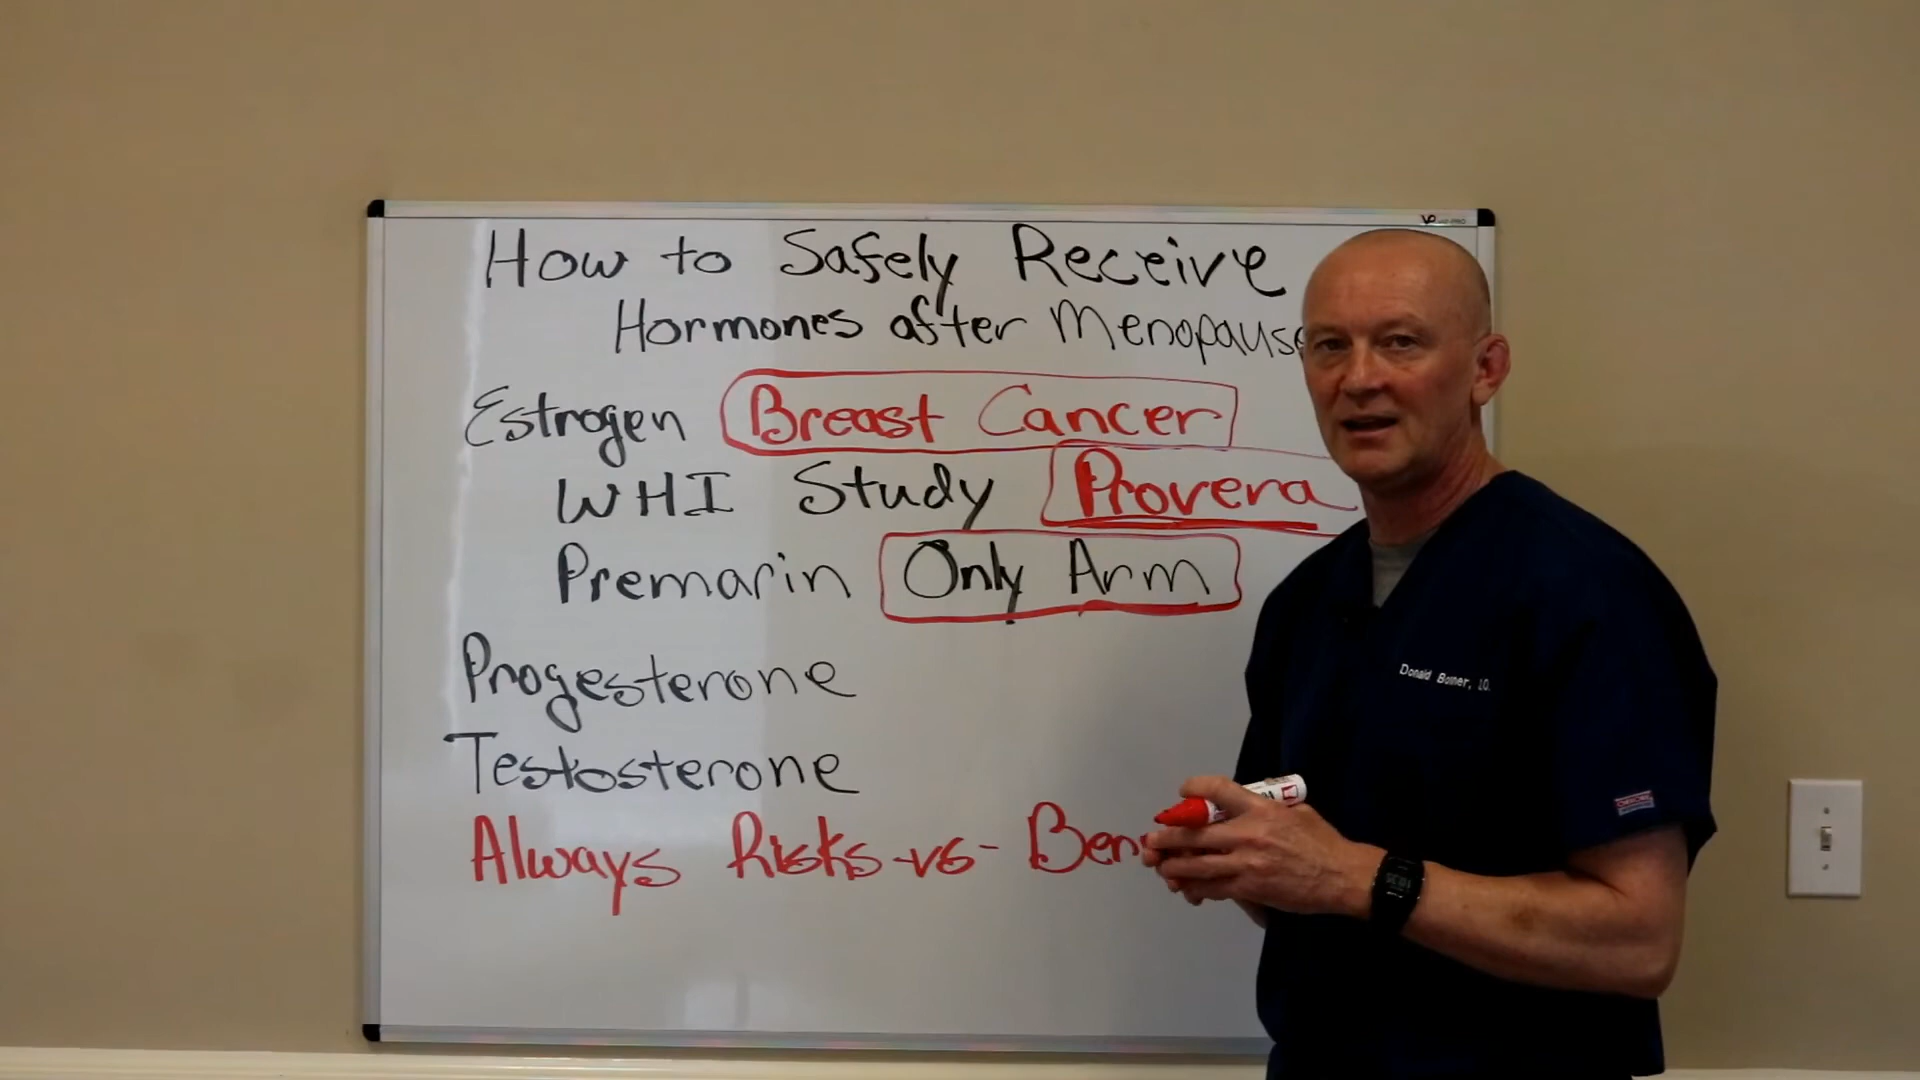 How to Safely Receive
Hormones after Menopause
Estrogen Breast Cancer
WHI Study Provera
Premarin Only Arm
Progesterone
Testosterone
Always Risks -vs- Ben
Donald